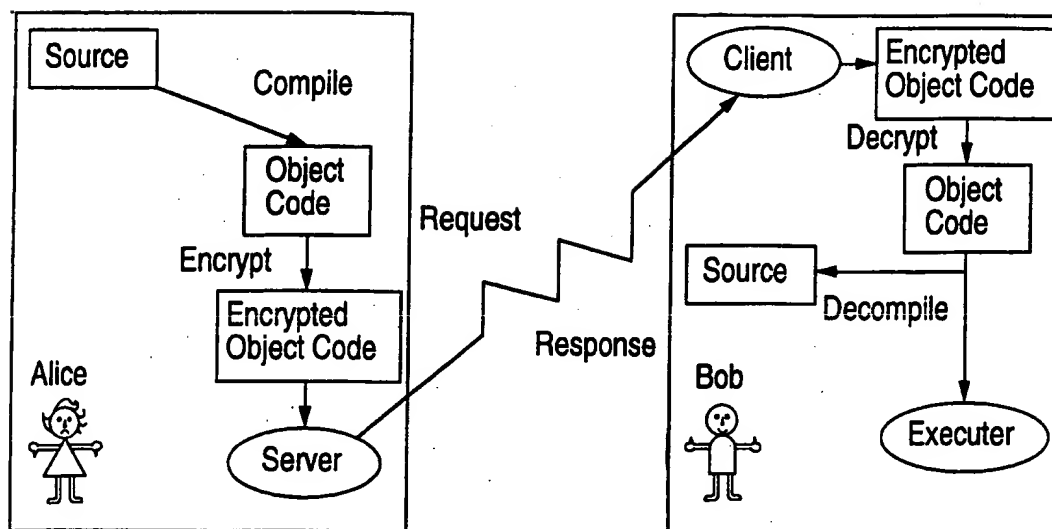 Source
Compile
Object
Code
Encrypt
Encrypted
Object Code
Alice
Server
Request
Response
Client
Encrypted
Object Code
Decrypt
Object
Code
Source
Decompile
Bob
Executer